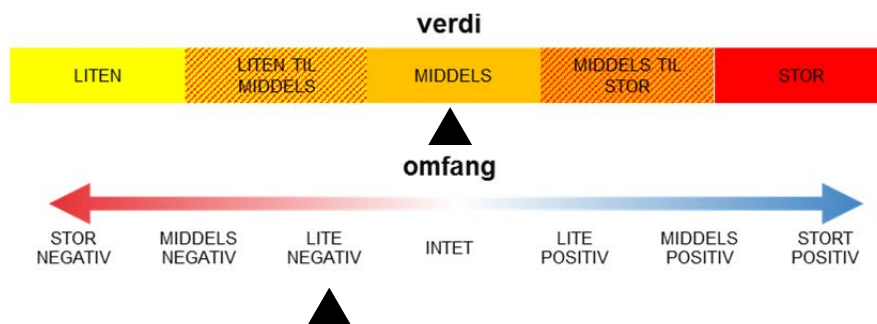 verdi
LITEN
LITEN TIL
MIDDELS
MIDDELS
MIDDELS TIL
STOR
STOR
omfang
STOR
NEGATIV
MIDDELS
NEGATIV
LITE
NEGATIV
INTET
LITE
POSITIV
MIDDELS
POSITIV
STORT
POSITIV